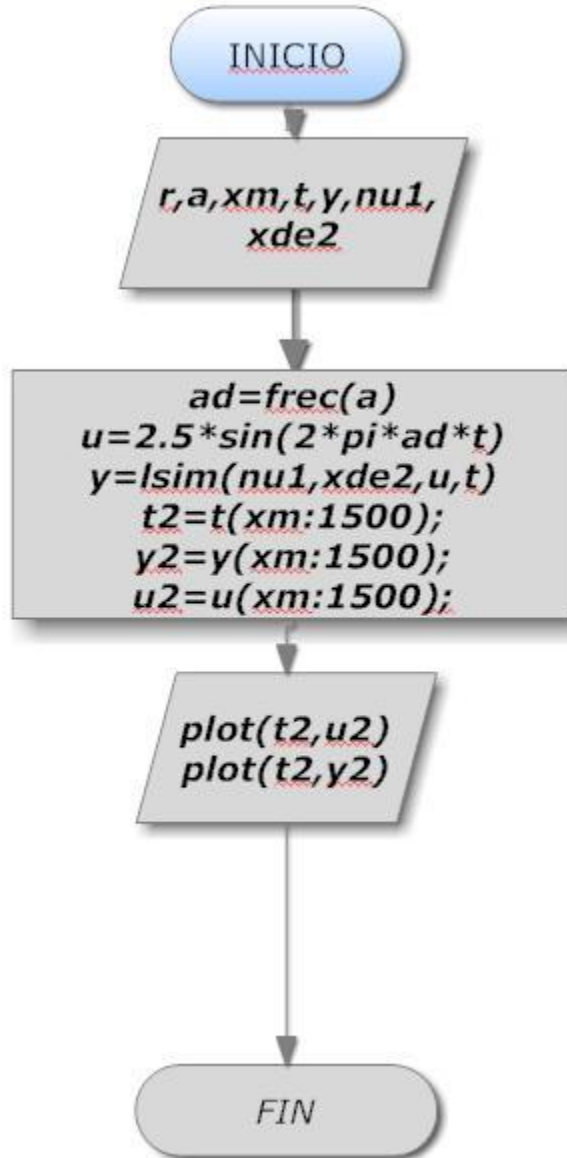 INICIO
r,a,xm,t,y,nu1,
xde2
ad=frec(a)
u=2.5*sin(2*pi*ad*t)
y=lsim(nu1,xde2,u,t)
t2=t(xm:1500);
y2=y(xm:1500);
u2=u(xm:1500);
plot(t2,u2)
plot(t2,y2)
FIN